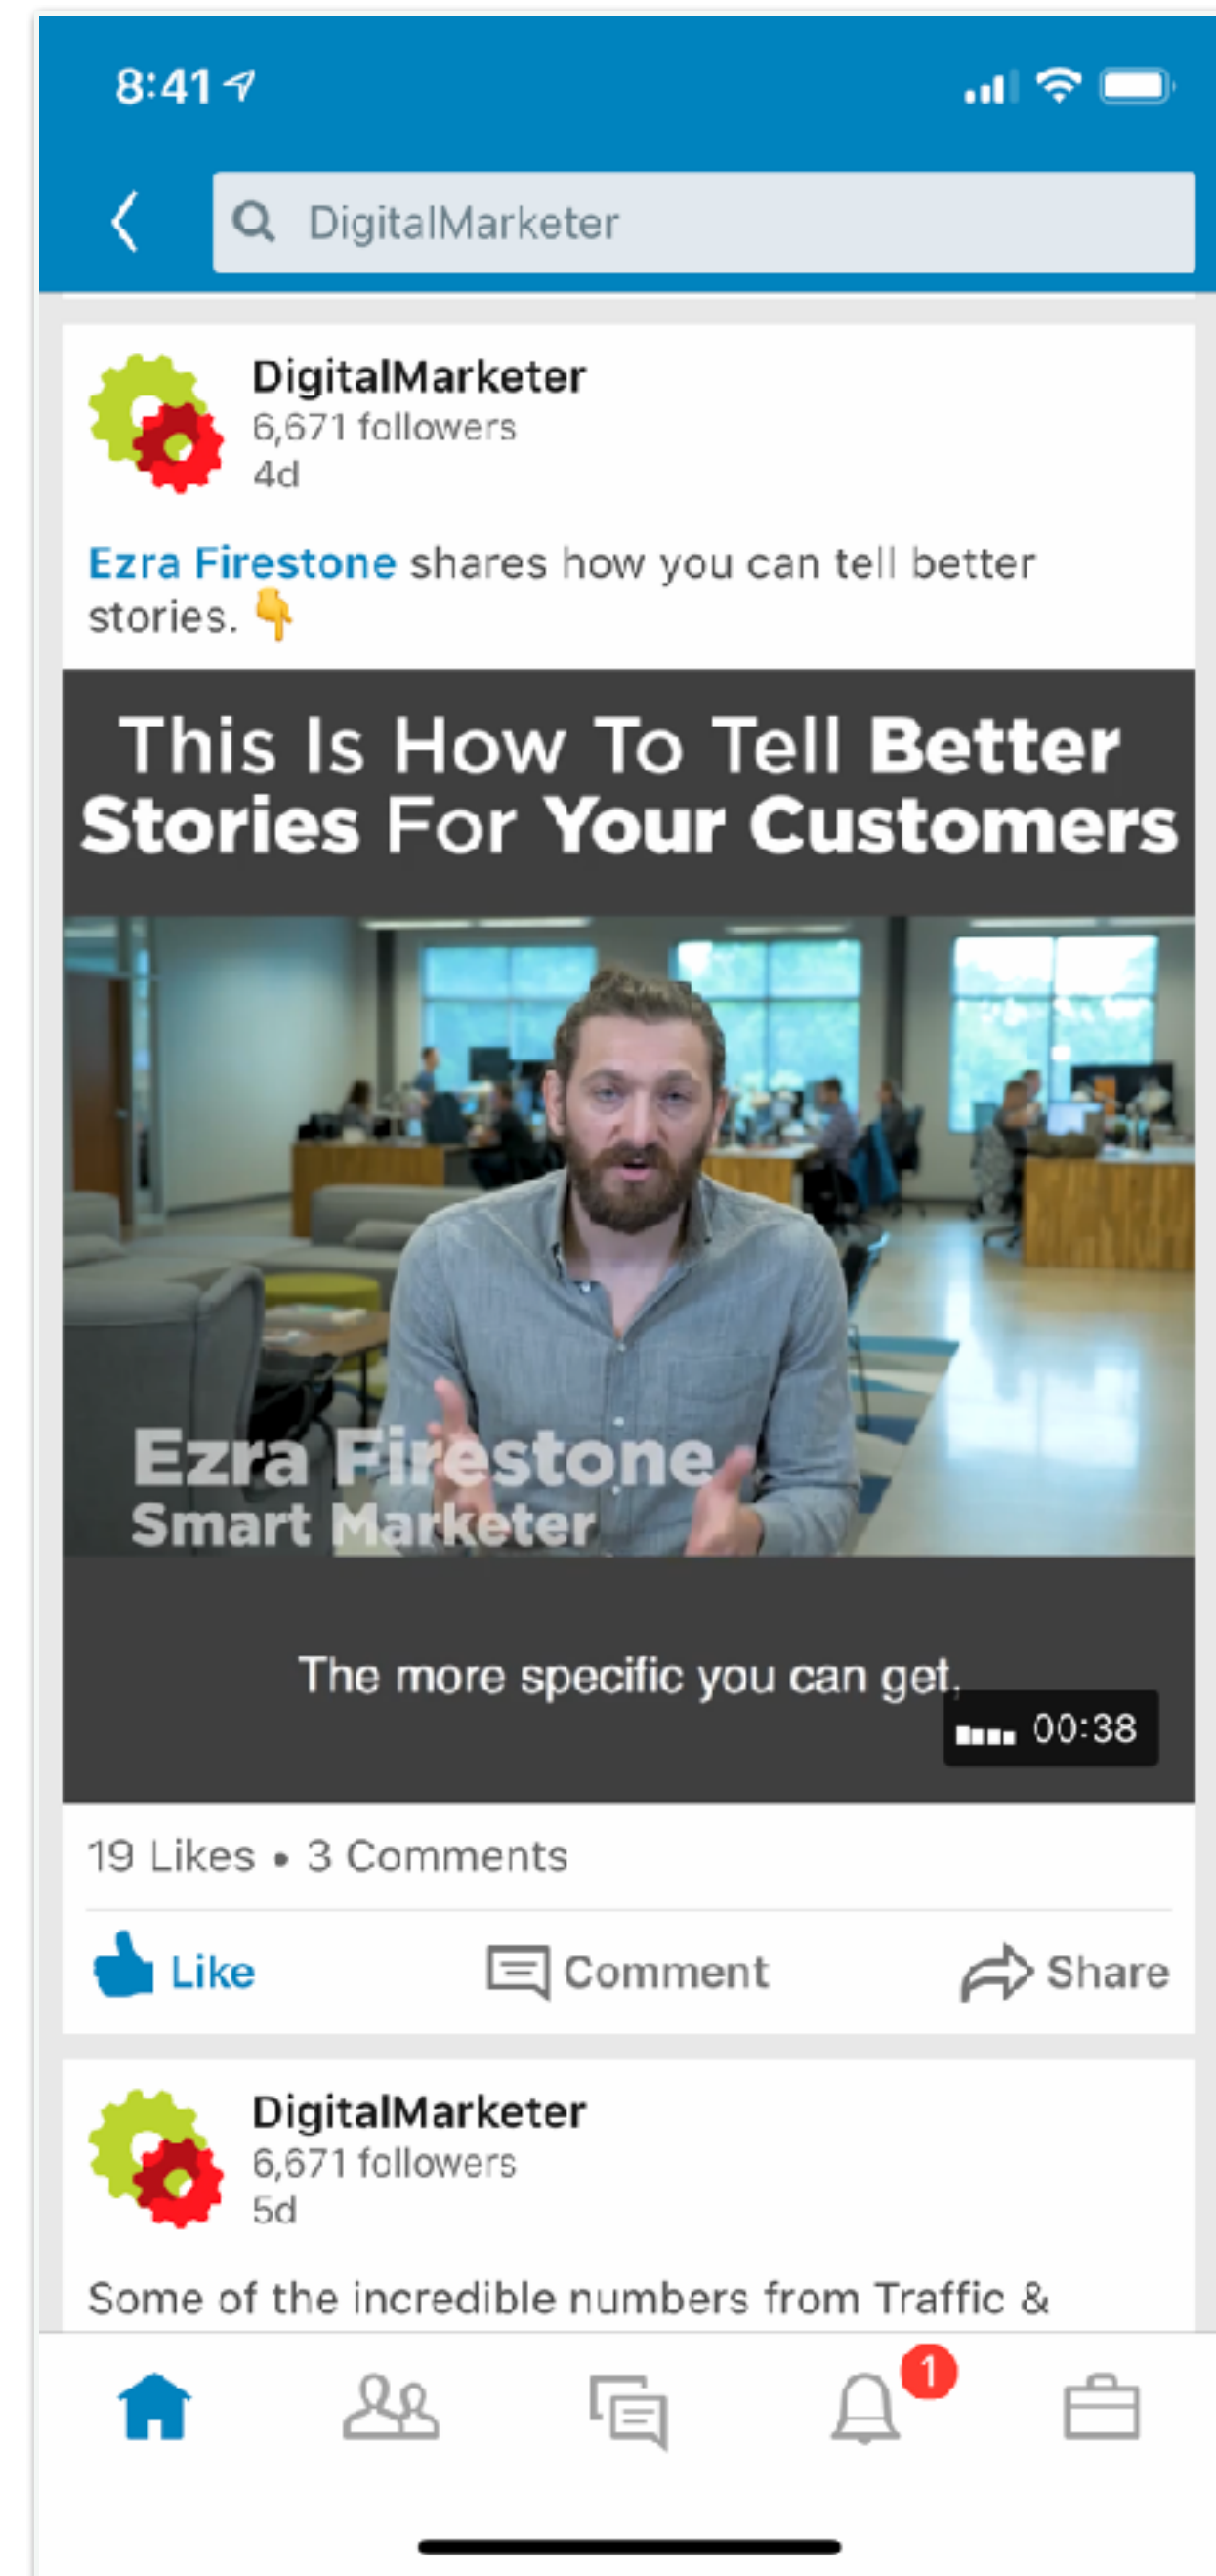 8:41
DigitalMarketer
DigitalMarketer
6,671 followers
4d
Ezra Firestone shares how you can tell better
stories. 👇
This Is How To Tell Better
Stories For Your Customers
Ezra Firestone
Smart Marketer
The more specific you can get,
00:38
19 Likes • 3 Comments
Like
Comment
Share
DigitalMarketer
6,671 followers
5d
Some of the incredible numbers from Traffic &
1